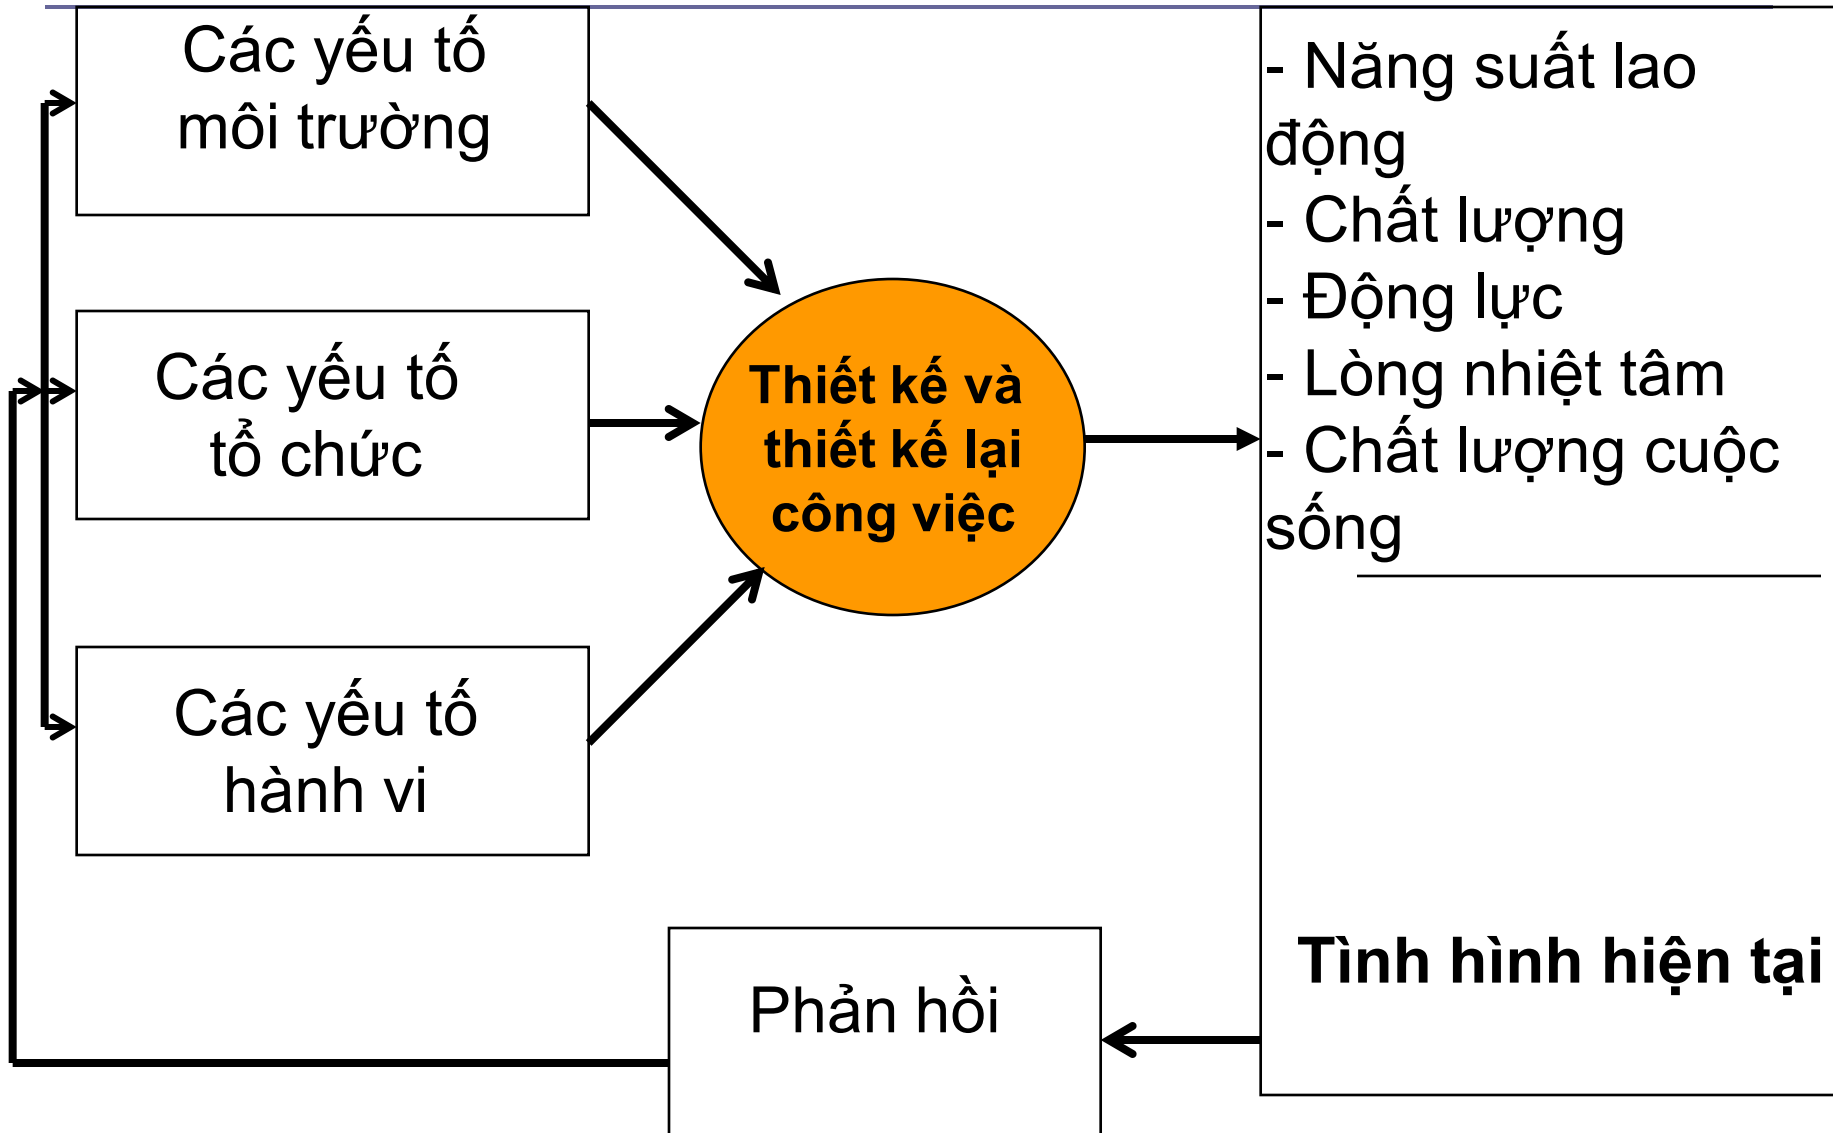 Các yếu tố
môi trường
Các yếu tố
tổ chức
Các yếu tố
hành vi
Thiết kế và
thiết kế lại
công việc
- Năng suất lao
động
- Chất lượng
- Động lực
- Lòng nhiệt tâm
- Chất lượng cuộc
sống
Tình hình hiện tại
Phản hồi